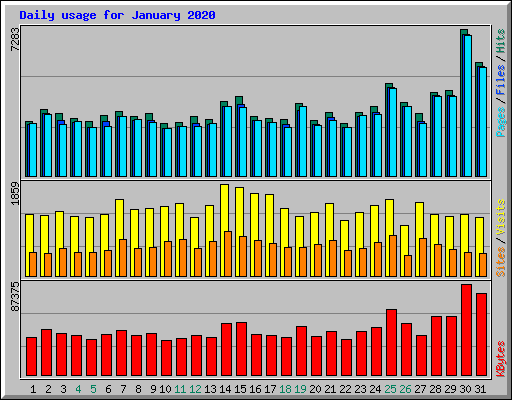 Daily usage for January 2020
7283
Pages / Files / Hits
1859
Sites / Visits
87375
KBytes
1 2 3 4 5 6 7 8 9 10 11 12 13 14 15 16 17 18 19 20 21 22 23 24 25 26 27 28 29 30 31